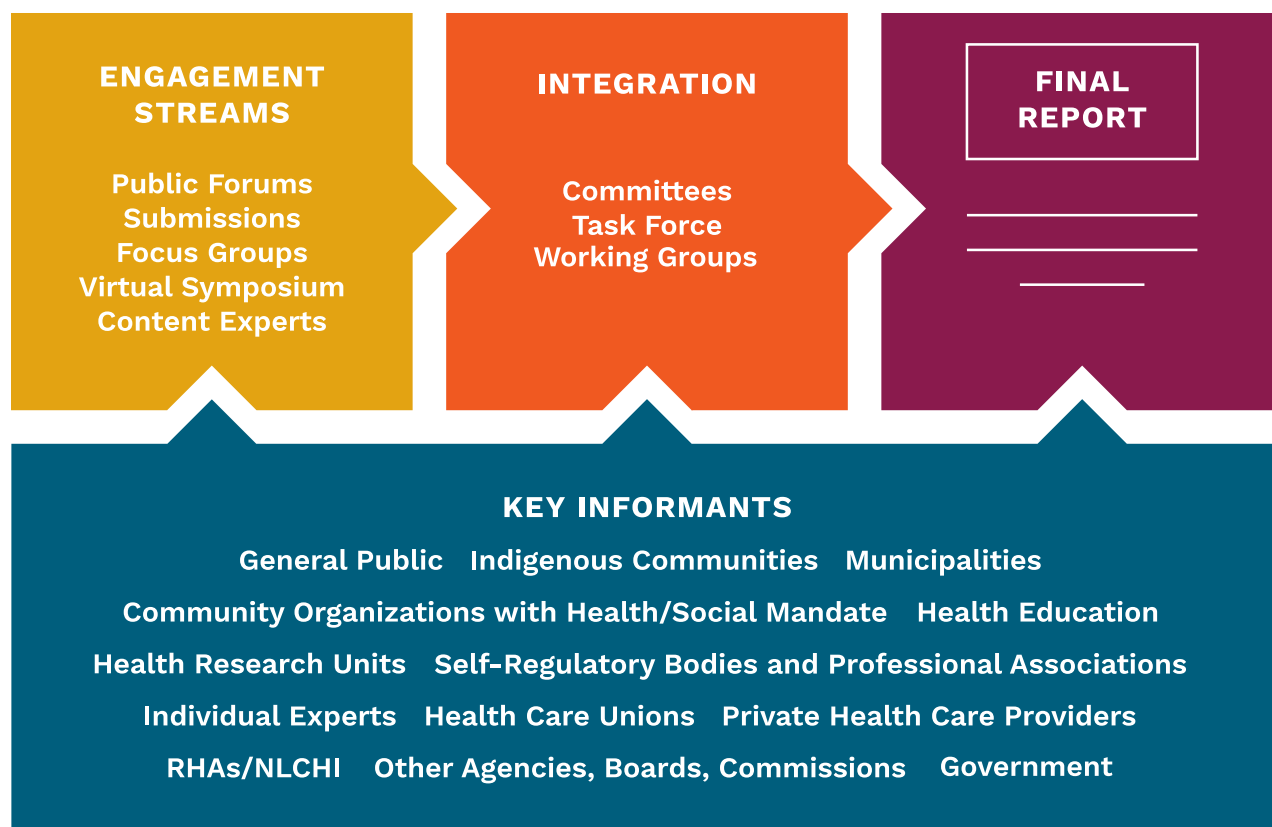 ENGAGEMENT
STREAMS
Public Forums
Submissions
Focus Groups
Virtual Symposium
Content Experts
INTEGRATION
Committees
Task Force
Working Groups
FINAL
REPORT
KEY INFORMANTS
General Public Indigenous Communities Municipalities
Community Organizations with Health/Social Mandate Health Education
Health Research Units Self-Regulatory Bodies and Professional Associations
Individual Experts Health Care Unions Private Health Care Providers
RHAs/NLCHI Other Agencies, Boards, Commissions Government